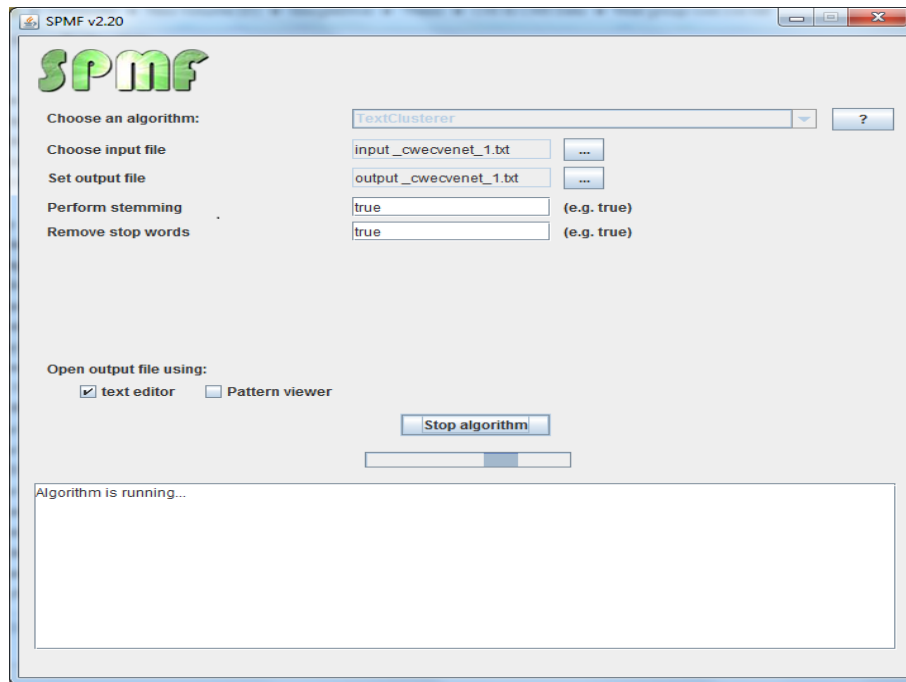 SPMF v2.20
SPMF
Choose an algorithm: TextClusterer ?
Choose input file input _cwecvenet_1.txt ...
Set output file output _cwecvenet_1.txt ...
Perform stemming true (e.g. true)
Remove stop words true (e.g. true)
Open output file using:
text editor Pattern viewer
Stop algorithm
Algorithm is running...